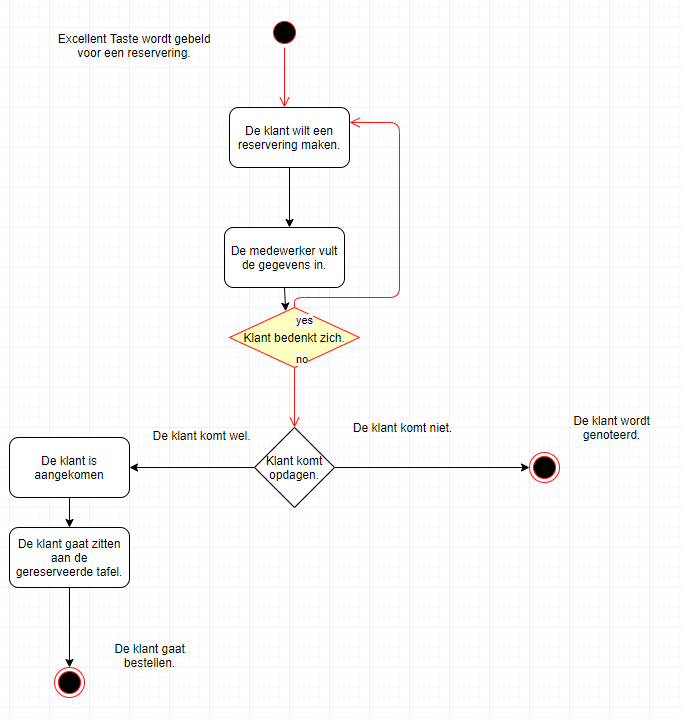 Excellent Taste wordt gebeld
voor een reservering.
De klant wilt een
reservering maken.
De medewerker vult
de gegevens in.
yes
Klant bedenkt zich.
no
De klant komt wel.
De klant komt niet.
De klant wordt
genoteerd.
Klant komt
opdagen.
De klant is
aangekomen
De klant gaat zitten
aan de
gereserveerde tafel.
De klant gaat
bestellen.